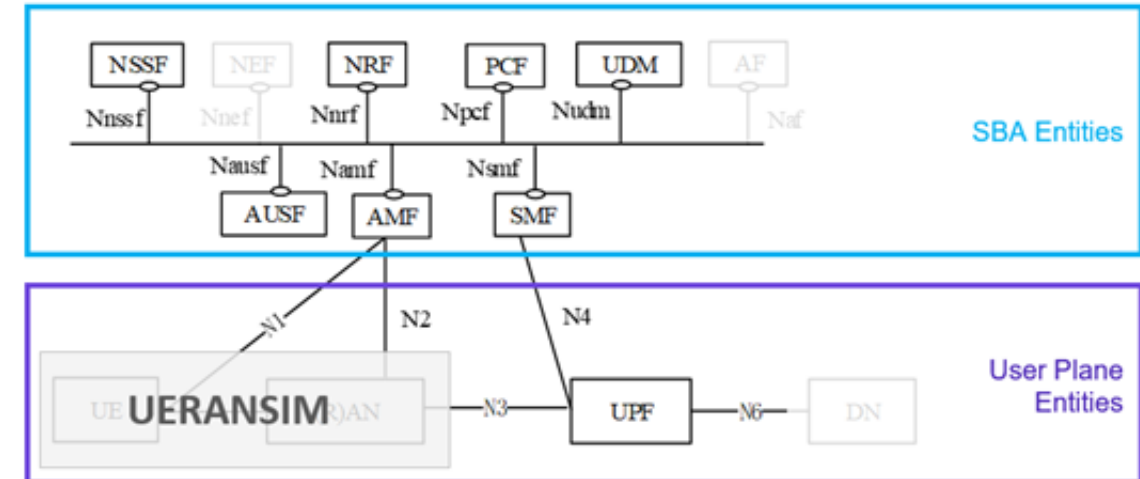 NSSF NEF NRF PCF UDM AF
Nnssf Nnef Nnrf Npcf Nudm Naf
SBA Entities
Nausf Namf Nsmf
AUSF AMF SMF
N1 N2 N4
User Plane
Entities
UE UERANSIM R)AN N3 UPF N6 DN